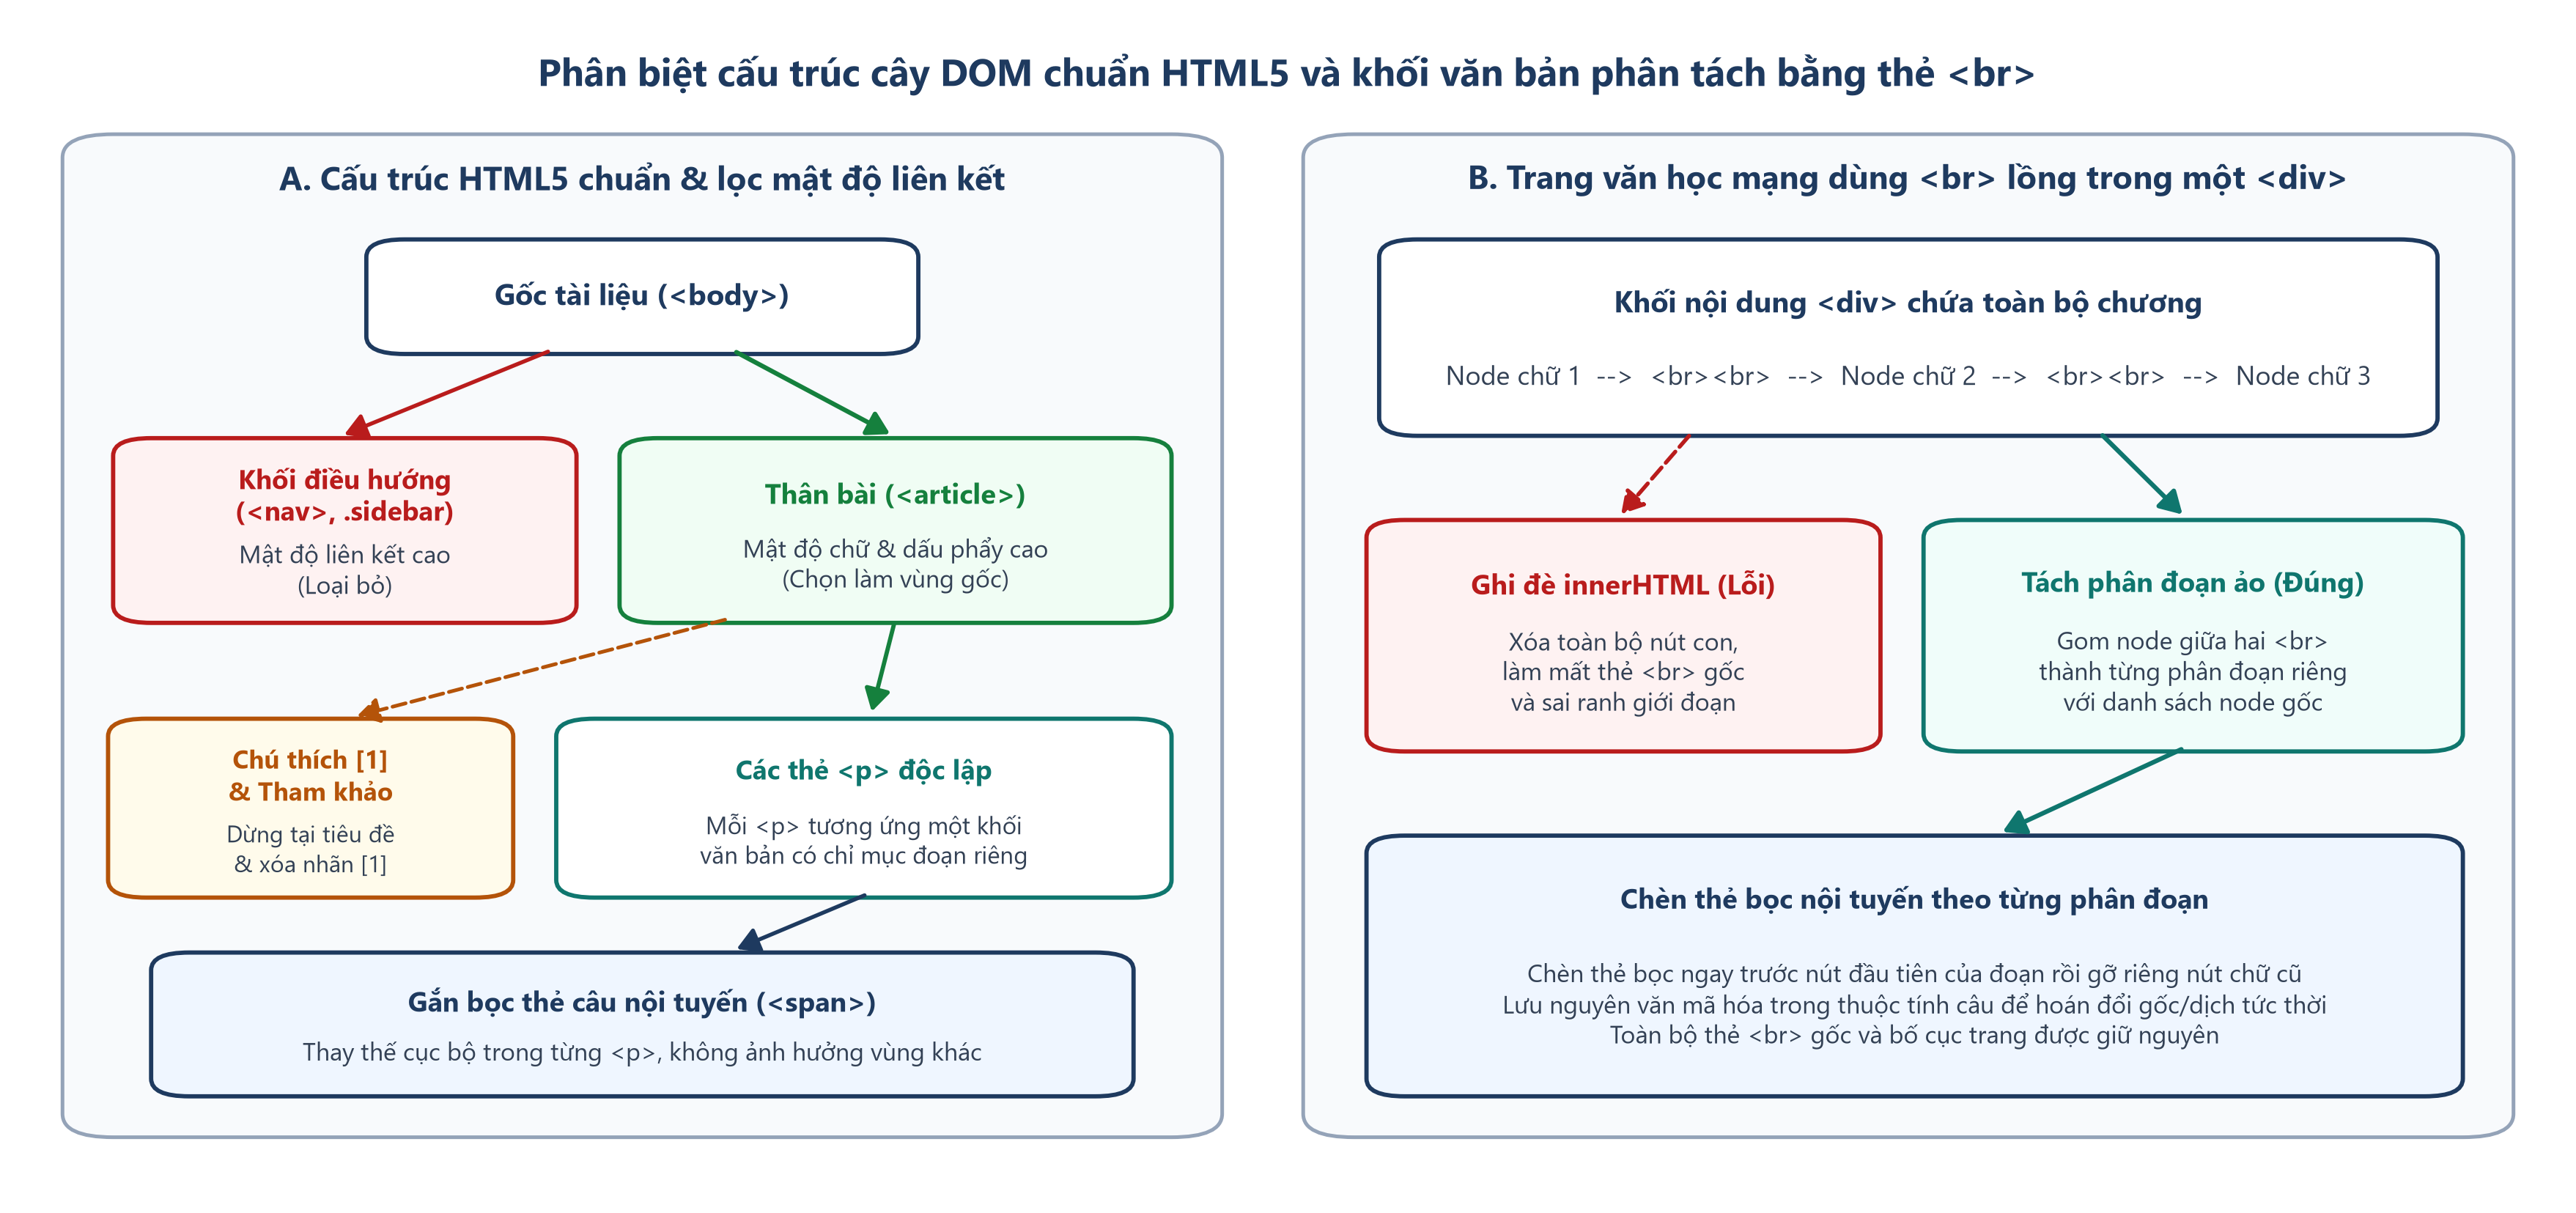 Phân biệt cấu trúc cây DOM chuẩn HTML5 và khối văn bản phân tách bằng thẻ <br>
A. Cấu trúc HTML5 chuẩn & lọc mật độ liên kết
Gốc tài liệu (<body>)
Khối điều hướng
(<nav>, .sidebar)
Mật độ liên kết cao
(Loại bỏ)
Thân bài (<article>)
Mật độ chữ & dấu phẩy cao
(Chọn làm vùng gốc)
Chú thích [1]
& Tham khảo
Dừng tại tiêu đề
& xóa nhãn [1]
Các thẻ <p> độc lập
Mỗi <p> tương ứng một khối
văn bản có chỉ mục đoạn riêng
Gắn bọc thẻ câu nội tuyến (<span>)
Thay thế cục bộ trong từng <p>, không ảnh hưởng vùng khác
B. Trang văn học mạng dùng <br> lồng trong một <div>
Khối nội dung <div> chứa toàn bộ chương
Node chữ 1 --> <br><br> --> Node chữ 2 --> <br><br> --> Node chữ 3
Ghi đè innerHTML (Lỗi)
Xóa toàn bộ nút con,
làm mất thẻ <br> gốc
và sai ranh giới đoạn
Tách phân đoạn ảo (Đúng)
Gom node giữa hai <br>
thành từng phân đoạn riêng
với danh sách node gốc
Chèn thẻ bọc nội tuyến theo từng phân đoạn
Chèn thẻ bọc ngay trước nút đầu tiên của đoạn rồi gỡ riêng nút chữ cũ
Lưu nguyên văn mã hóa trong thuộc tính câu để hoán đổi gốc/dịch tức thời
Toàn bộ thẻ <br> gốc và bố cục trang được giữ nguyên